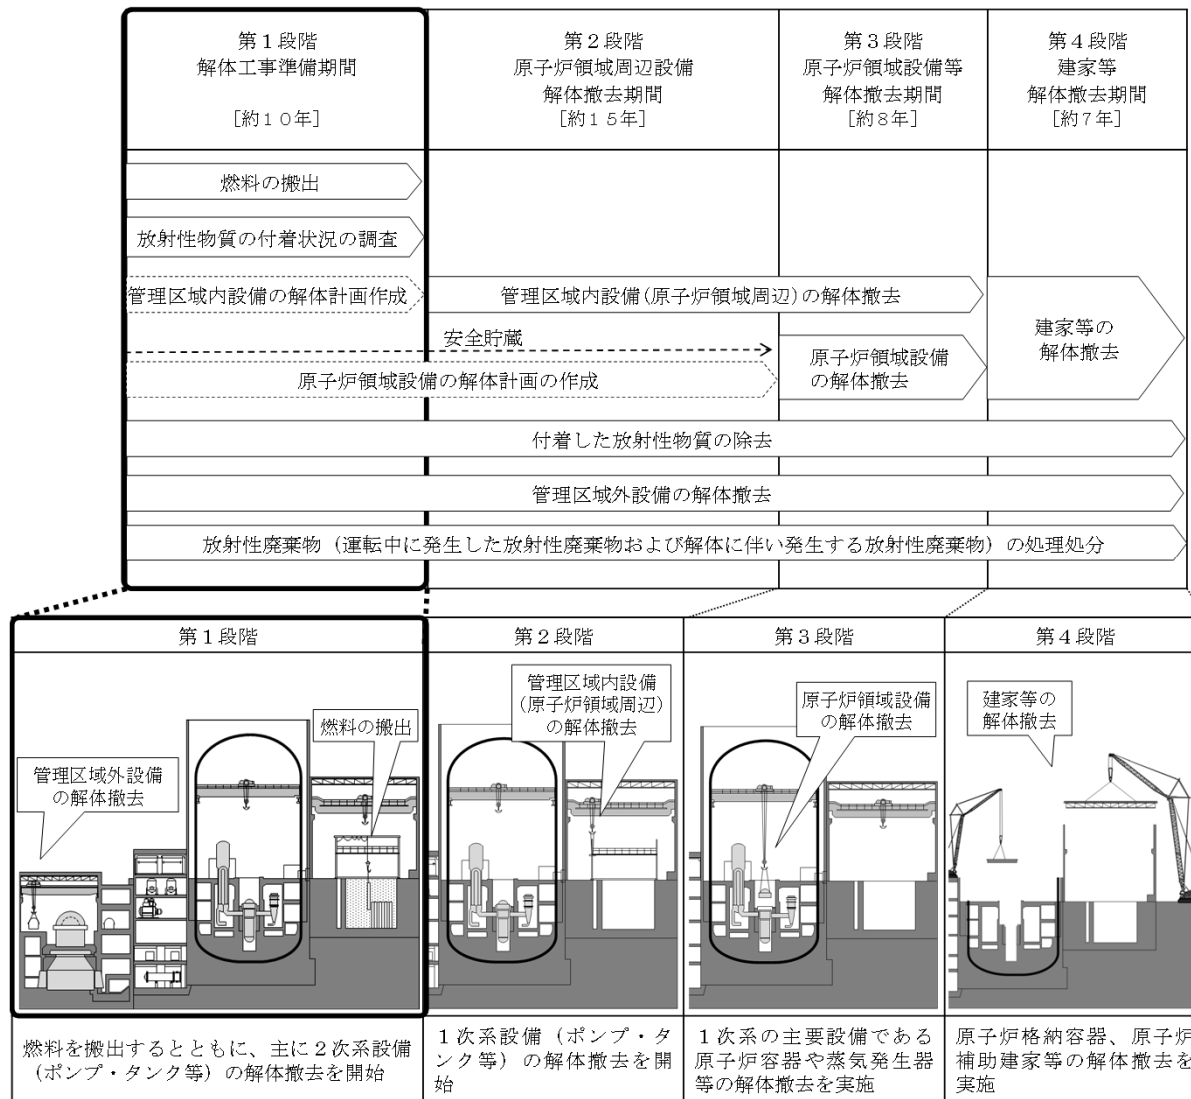 第１段階
解体工事準備期間
［約１０年］
第２段階
原子炉領域周辺設備
解体撤去期間
［約１５年］
第３段階
原子炉領域設備等
解体撤去期間
［約８年］
第４段階
建家等
解体撤去期間
［約７年］
燃料の搬出
放射性物質の付着状況の調査
管理区域内設備の解体計画作成
管理区域内設備(原子炉領域周辺)の解体撤去
安全貯蔵
原子炉領域設備の解体計画の作成
原子炉領域設備
の解体撤去
建家等の
解体撤去
付着した放射性物質の除去
管理区域外設備の解体撤去
放射性廃棄物（運転中に発生した放射性廃棄物および解体に伴い発生する放射性廃棄物）の処理処分
第１段階
第２段階
第３段階
第４段階
管理区域外設備
の解体撤去
燃料の搬出
管理区域内設備
(原子炉領域周辺)
の解体撤去
原子炉領域設備
の解体撤去
建家等の
解体撤去
燃料を搬出するとともに、主に２次系設備
（ポンプ・タンク等）の解体撤去を開始
１次系設備（ポンプ・タ
ンク等）の解体撤去を開
始
１次系の主要設備である
原子炉容器や蒸気発生器
等の解体撤去を実施
原子炉格納容器、原子炉
補助建家等の解体撤去を
実施